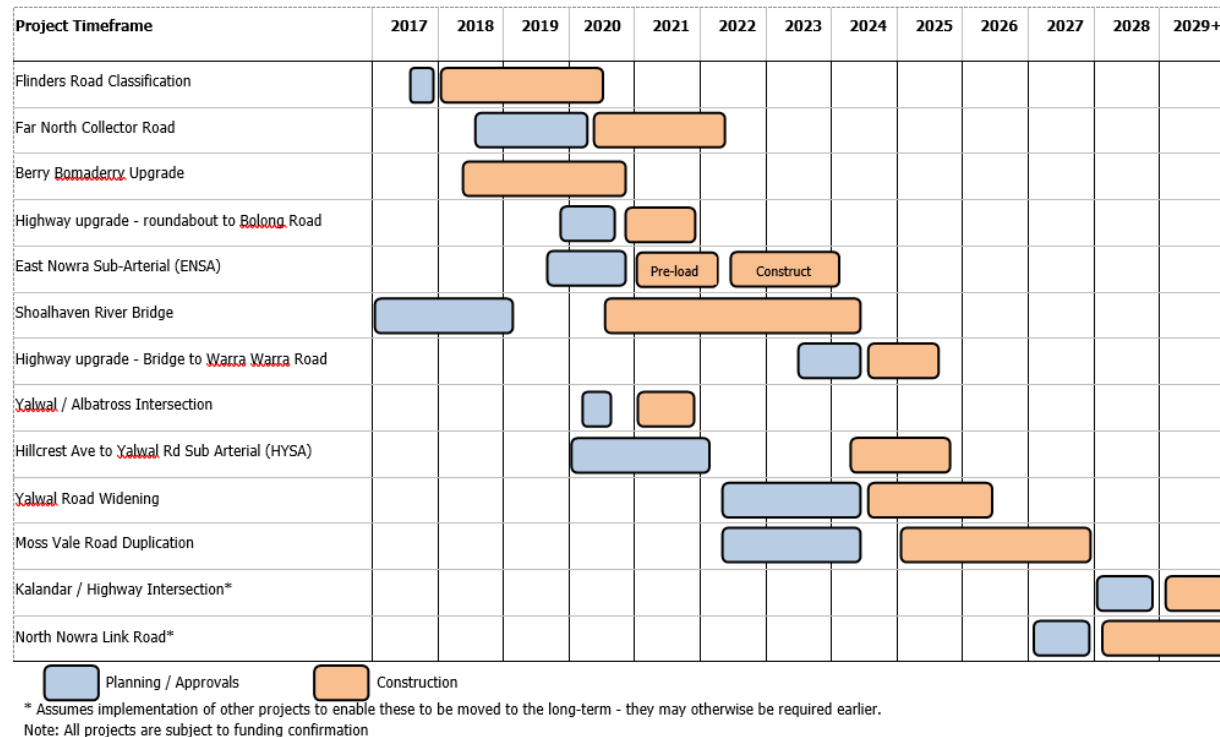 Project Timeframe 2017 2018 2019 2020 2021 2022 2023 2024 2025 2026 2027 2028 2029+
Flinders Road Classification
Far North Collector Road
Berry Bomaderry Upgrade
Highway upgrade - roundabout to Bolong Road
East Nowra Sub-Arterial (ENSA) Pre-load Construct
Shoalhaven River Bridge
Highway upgrade - Bridge to Warra Warra Road
Yalwal / Albatross Intersection
Hillcrest Ave to Yalwal Rd Sub Arterial (HYSA)
Yalwal Road Widening
Moss Vale Road Duplication
Kalandar / Highway Intersection*
North Nowra Link Road*
Planning / Approvals Construction
* Assumes implementation of other projects to enable these to be moved to the long-term - they may otherwise be required earlier.
Note: All projects are subject to funding confirmation